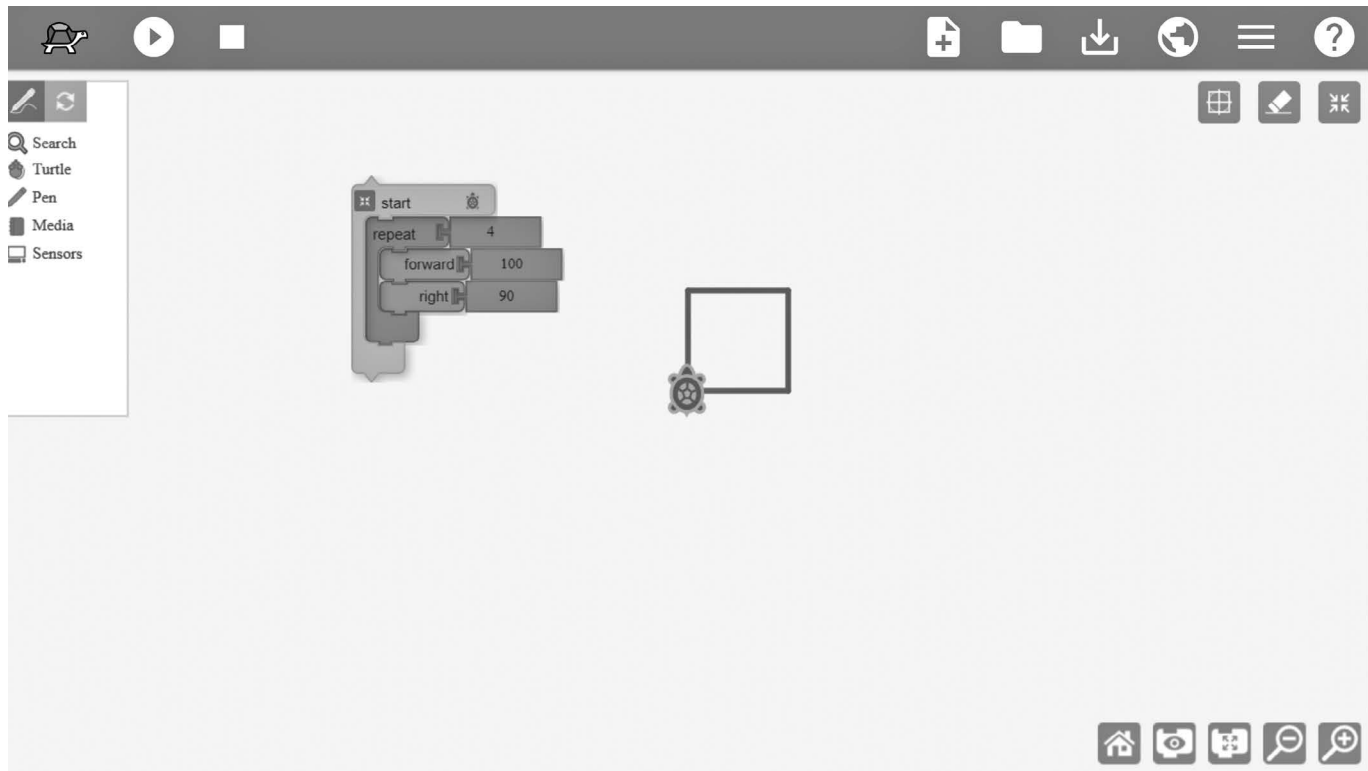 Search
Turtle
Pen
Media
Sensors
start
repeat 4
forward 100
right 90